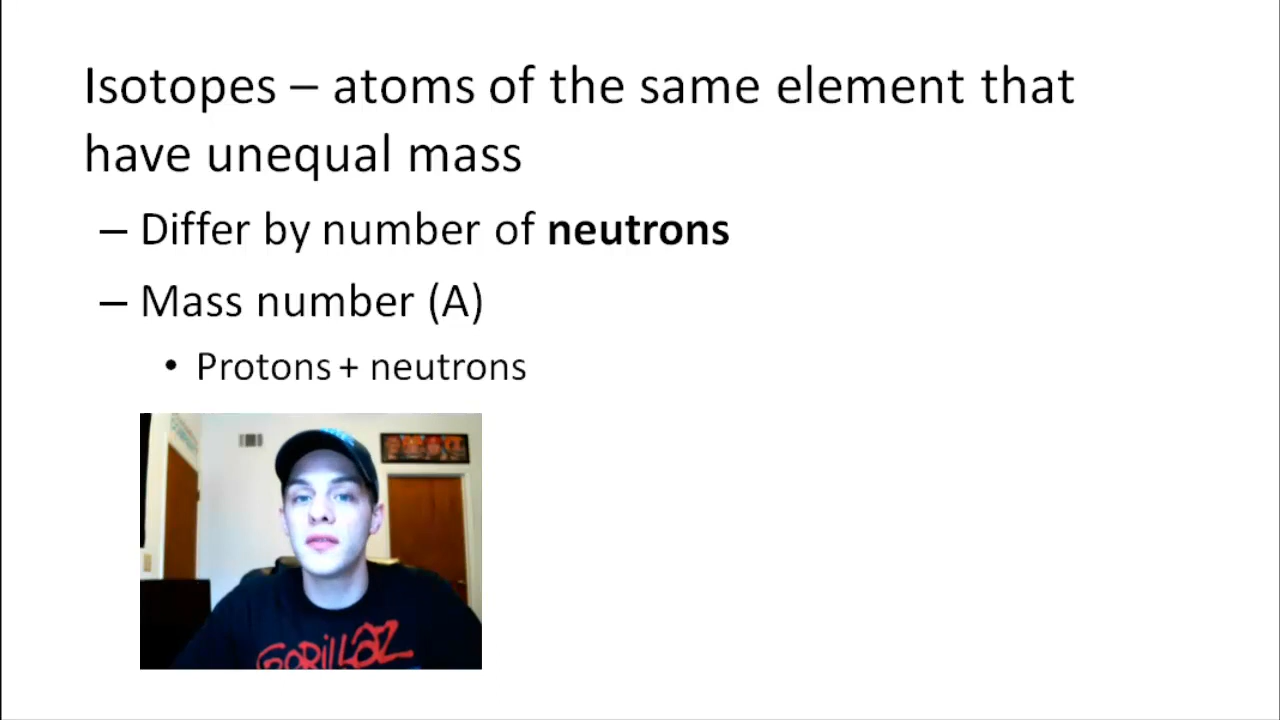 Isotopes – atoms of the same element that
have unequal mass
– Differ by number of neutrons
– Mass number (A)
• Protons + neutrons
GORILLAZ